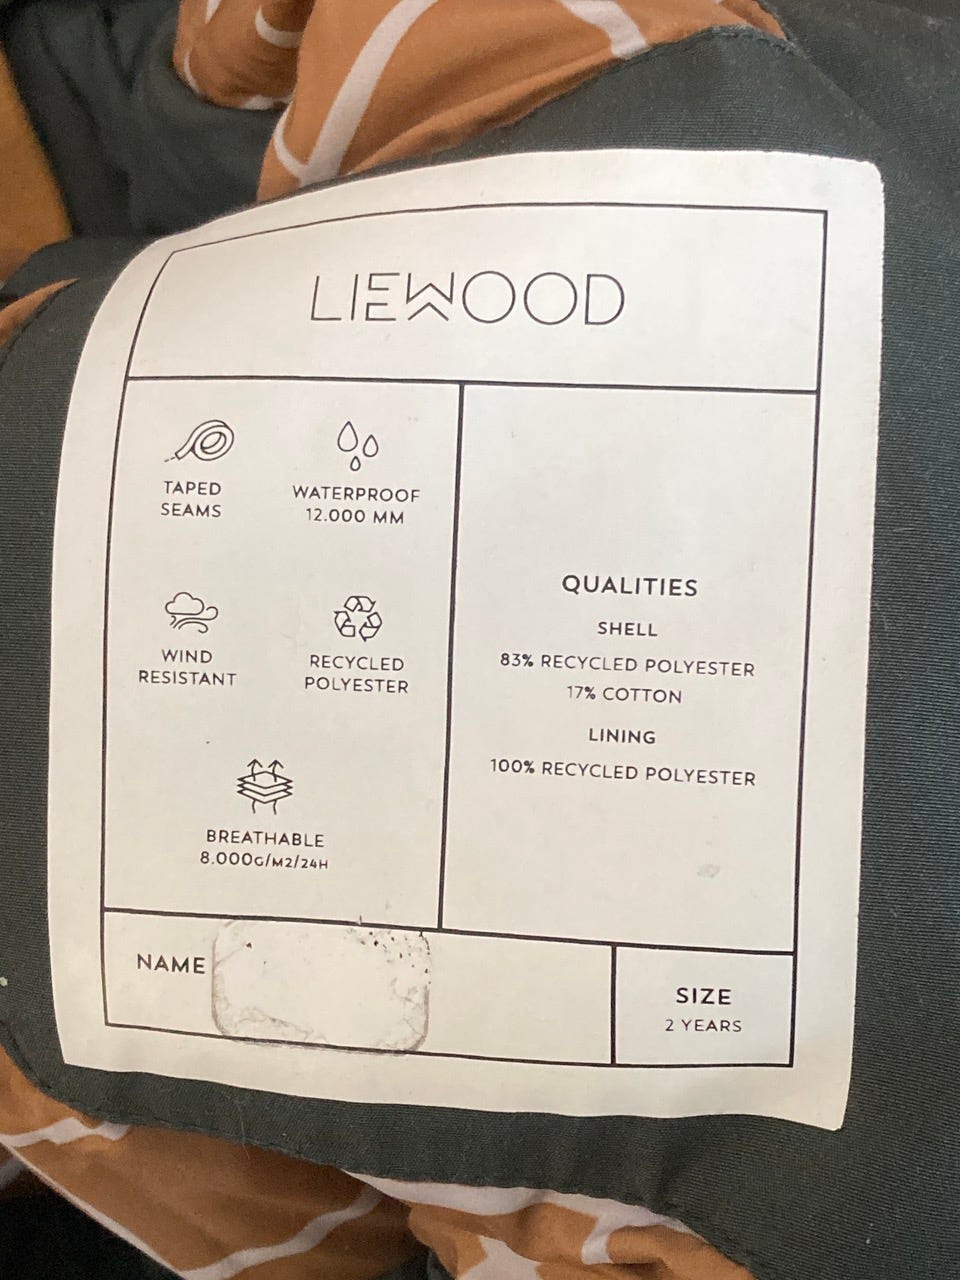 LIEWOOD
TAPED
SEAMS
WATERPROOF
12.000 MM
WIND
RESISTANT
RECYCLED
POLYESTER
BREATHABLE
8.000G/M2/24H
QUALITIES
SHELL
83% RECYCLED POLYESTER
17% COTTON
LINING
100% RECYCLED POLYESTER
NAME
SIZE
2 YEARS